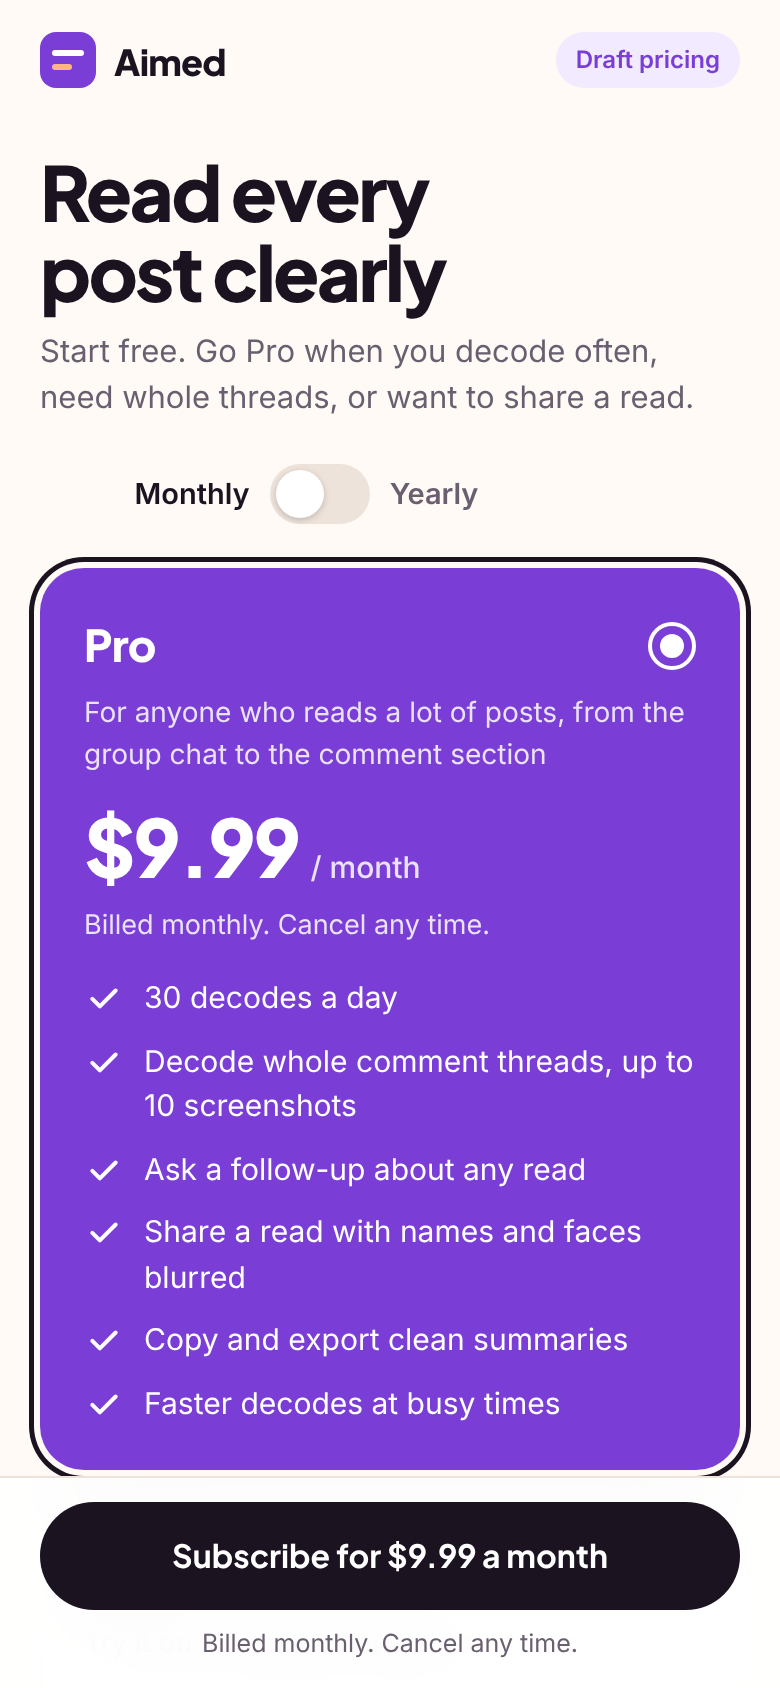 Aimed
Draft pricing
Read every
post clearly
Start free. Go Pro when you decode often,
need whole threads, or want to share a read.
Monthly
Yearly
Pro
For anyone who reads a lot of posts, from the
group chat to the comment section
$9.99 / month
Billed monthly. Cancel any time.
30 decodes a day
Decode whole comment threads, up to
10 screenshots
Ask a follow-up about any read
Share a read with names and faces
blurred
Copy and export clean summaries
Faster decodes at busy times
Subscribe for $9.99 a month
Billed monthly. Cancel any time.